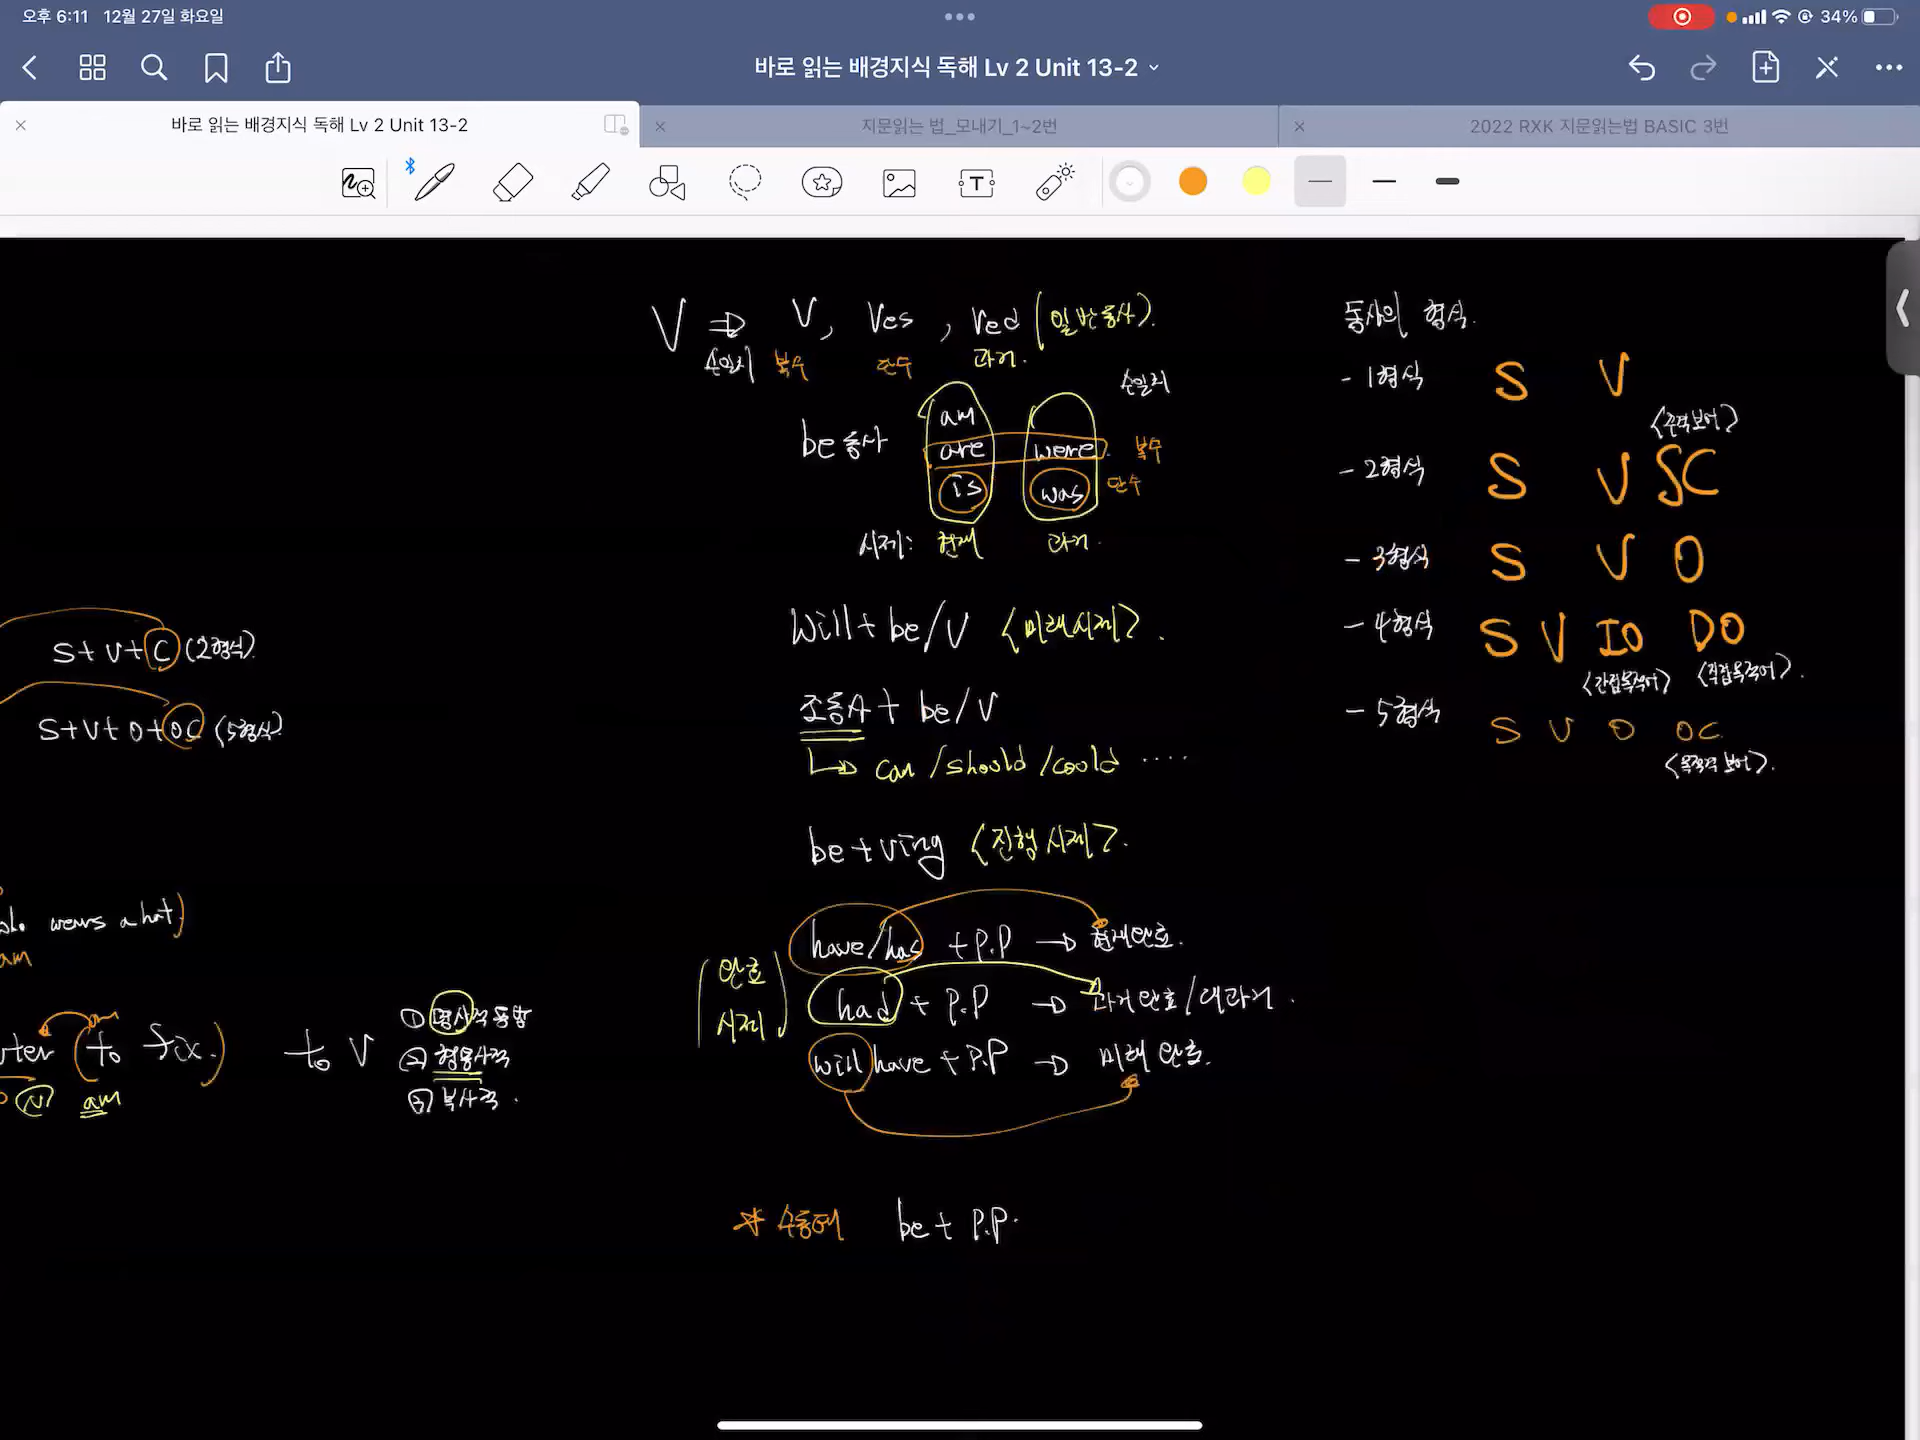 오후 6:11 12월 27일 화요일
34%
바로 읽는 배경지식 독해 Lv 2 Unit 13-2
바로 읽는 배경지식 독해 Lv 2 Unit 13-2
지문읽는 법_모내기_1~2번
2022 RXK 지문읽는법 BASIC 3번
V ⇒ V, Ves, Ved (일반동사).
수일치 복수 단수 과거.
수일치
be동사 am
are were 복수
is was 단수
시제: 현재 과거.
Will + be/V <미래시제>.
조동사 + be/V
↳ can / should / could ····
be + ving <진행시제>.
완료시제
have/has + P.P → 현재완료.
had + P.P → 과거완료/대과거.
will have + P.P → 미래완료.
* 수동태 be + P.P.
동사의 형식.
- 1형식 S V
<주격보어>
- 2형식 S V SC
- 3형식 S V O
- 4형식 S V IO DO
<간접목적어> <직접목적어>.
- 5형식 S V O OC
<목적격 보어>.
S + V + C (2형식).
S + V + O + OC (5형식)
wears a hat)
am
am
(to fix.)
N am
to V ① 명사적용법
② 형용사적
③ 부사적.